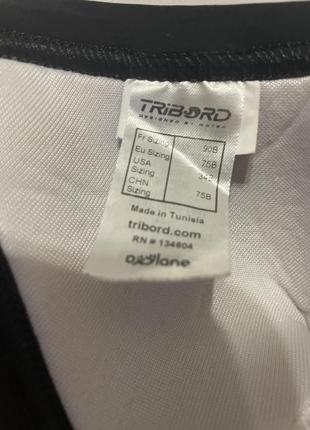 TRIBORD
DESIGNED BY WATER
Fr Sizing 90B
Eu Sizing 75B
USA Sizing 34B
CHN Sizing 75B
Made in Tunisia
tribord.com
RN # 134604
oxylane